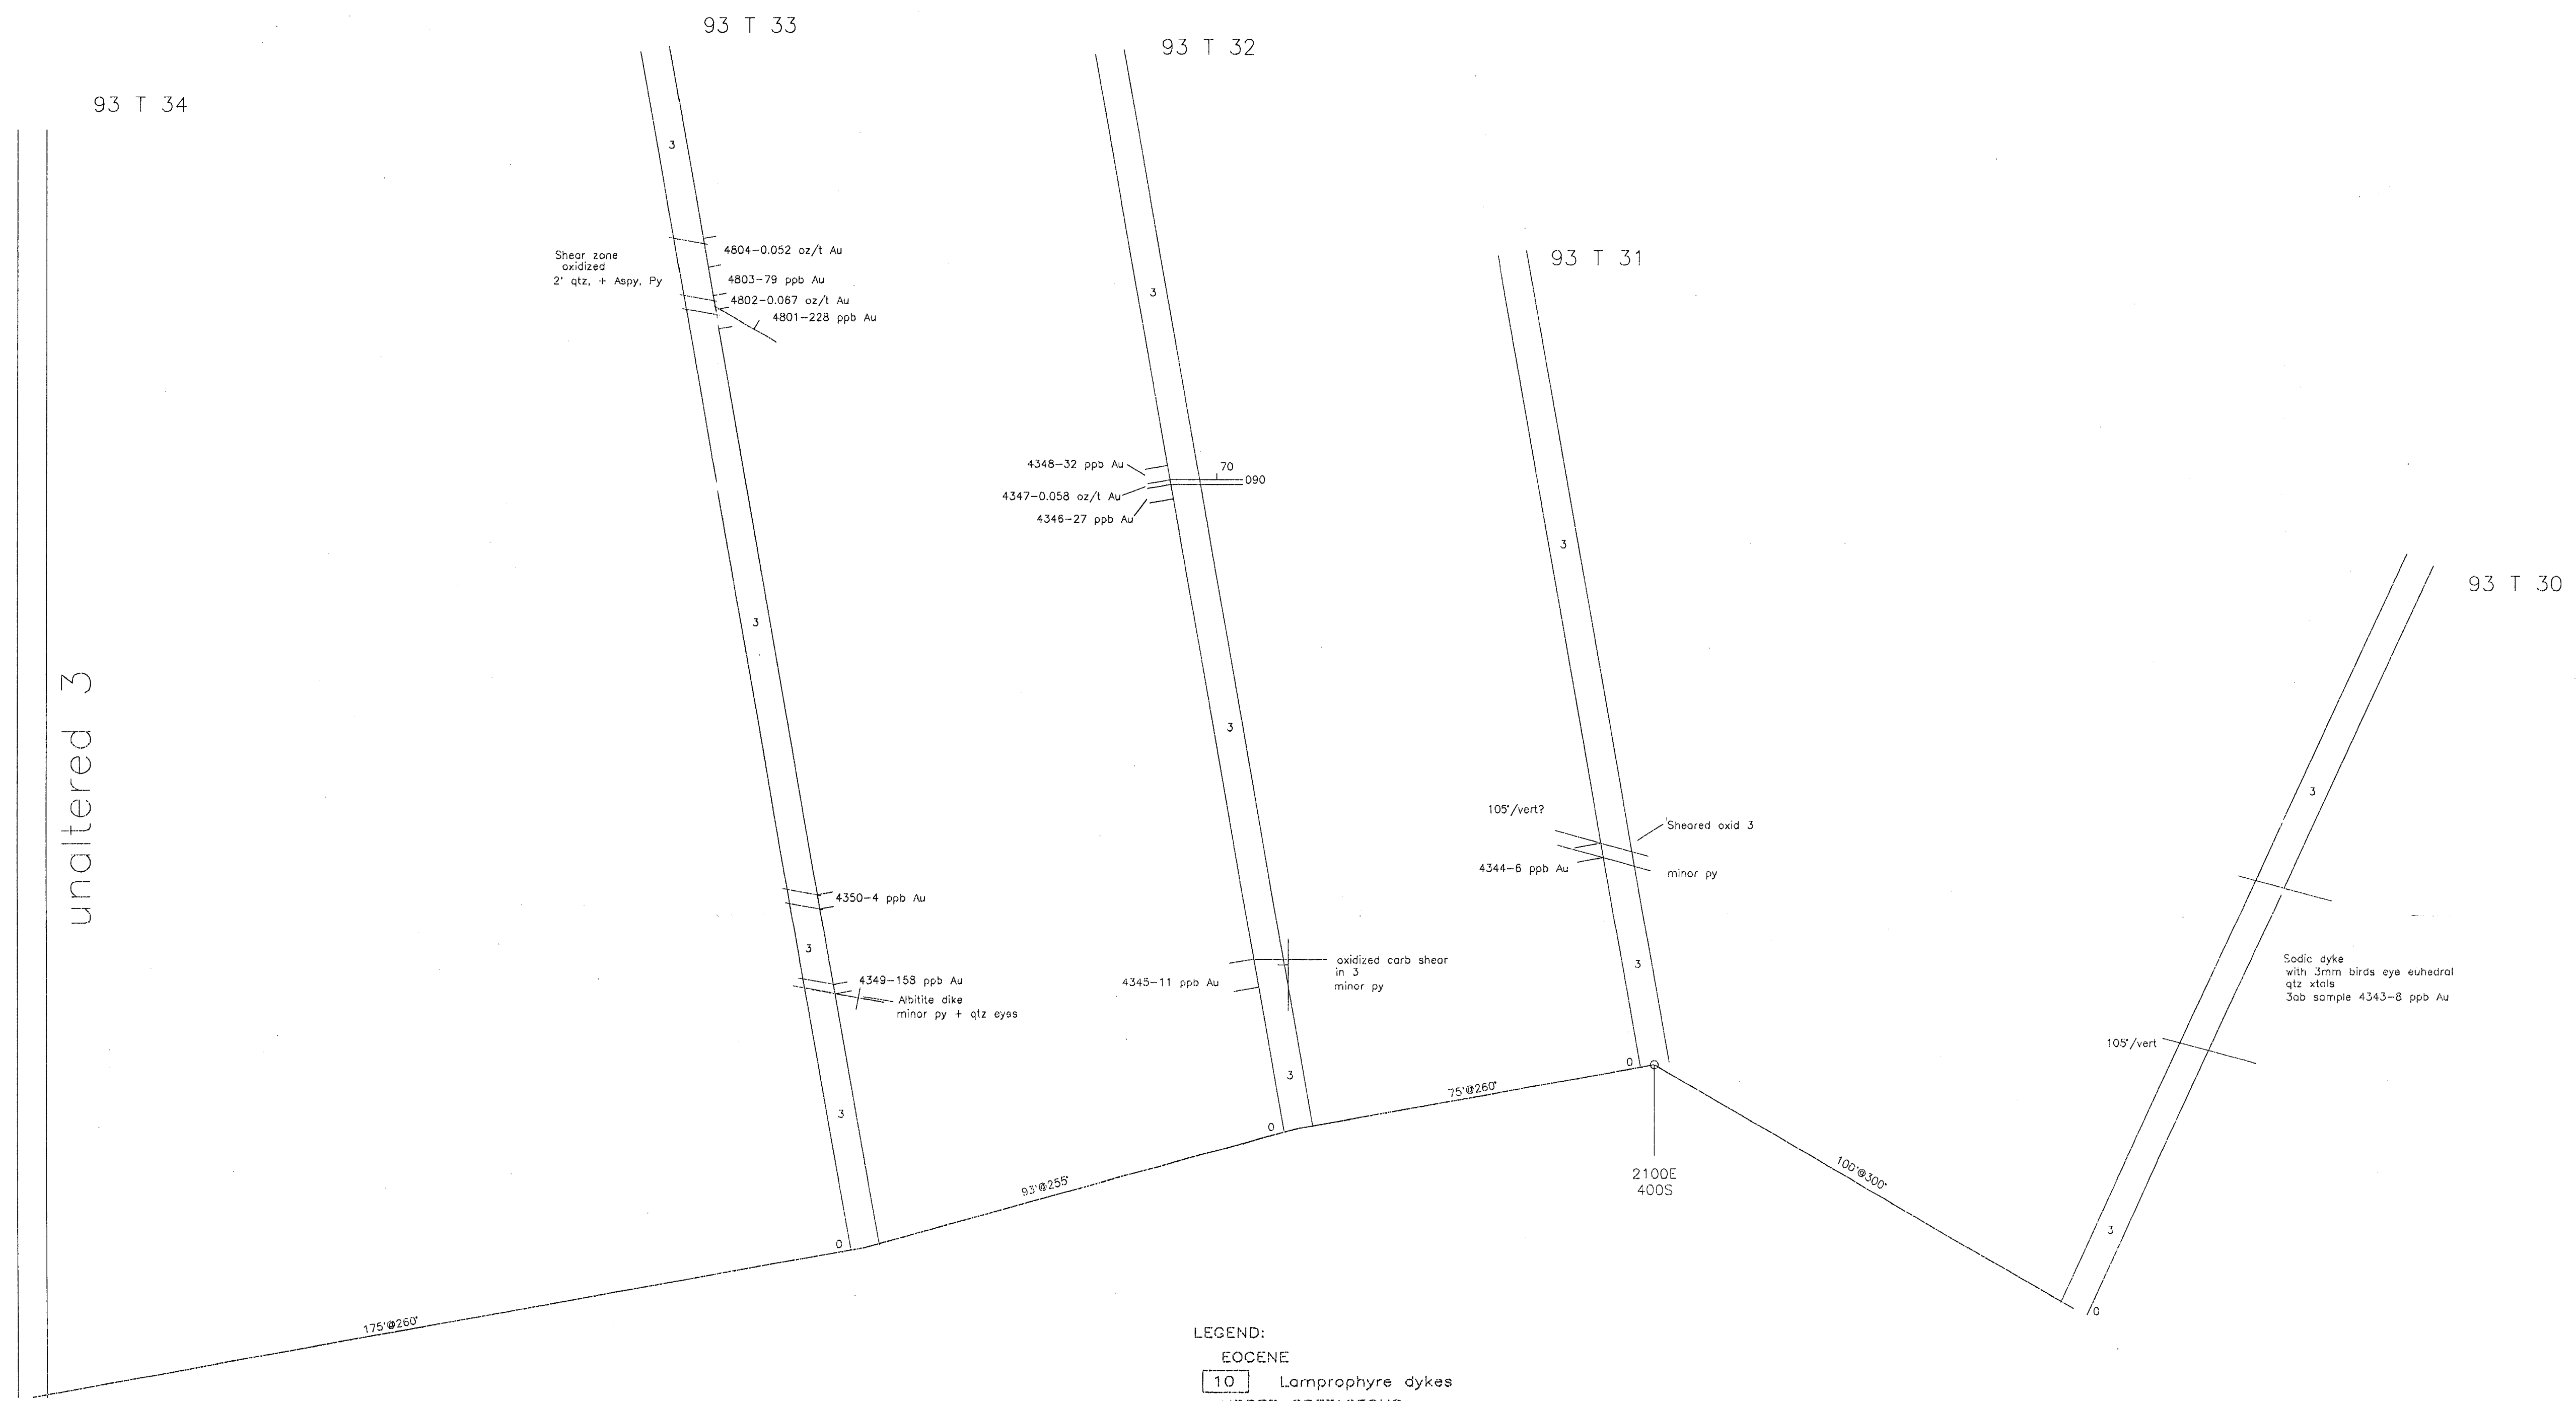 93 T 33
93 T 32
93 T 34
93 T 31
93 T 30
3
4804-0.052 oz/t Au
Shear zone
oxidized
2' qtz, + Aspy, Py
4803-79 ppb Au
4802-0.067 oz/t Au
4801-228 ppb Au
3
4350-4 ppb Au
3
4349-158 ppb Au
Albitite dike
minor py + qtz eyes
3
0
unaltered 3
175'@260°
93'@255°
3
4348-32 ppb Au
70
090
4347-0.058 oz/t Au
4346-27 ppb Au
3
oxidized carb shear
in 3
minor py
4345-11 ppb Au
3
0
75'@260°
3
105°/vert?
Sheared oxid 3
4344-6 ppb Au
minor py
3
0
2100E
400S
100'@300°
3
Sodic dyke
with 3mm birds eye euhedral
qtz xtals
3ab sample 4343-8 ppb Au
105°/vert
3
0
LEGEND:
EOCENE
10 Lamprophyre dykes